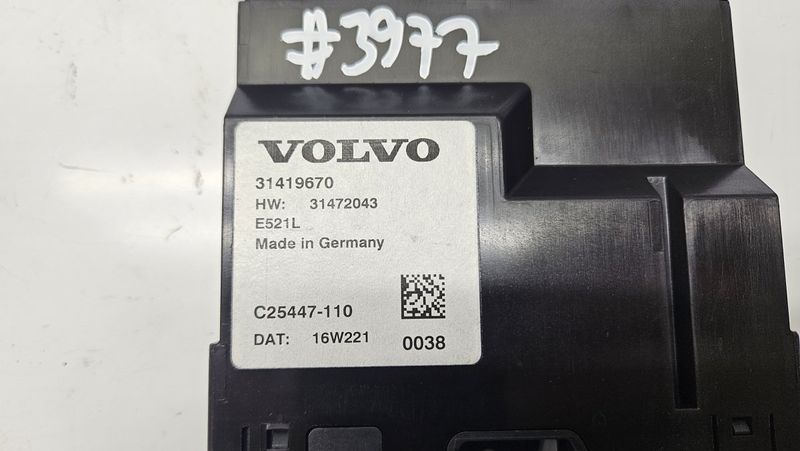 #3977
VOLVO
31419670
HW: 31472043
E521L
Made in Germany
C25447-110
DAT: 16W221 0038